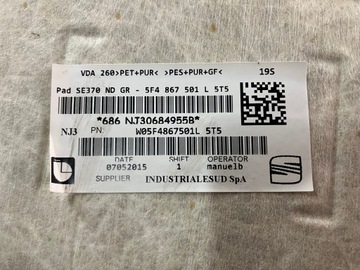 VDA 260>PET+PUR< >PES+PUR+GF< 19S
Pad SE370 ND GR - 5F4 867 501 L 5T5
*686 NJ30684955B*
NJ3 PN: W05F4867501L 5T5
DATE SHIFT OPERATOR
07052015 1 manuelb
SUPPLIER INDUSTRIALESUD SpA